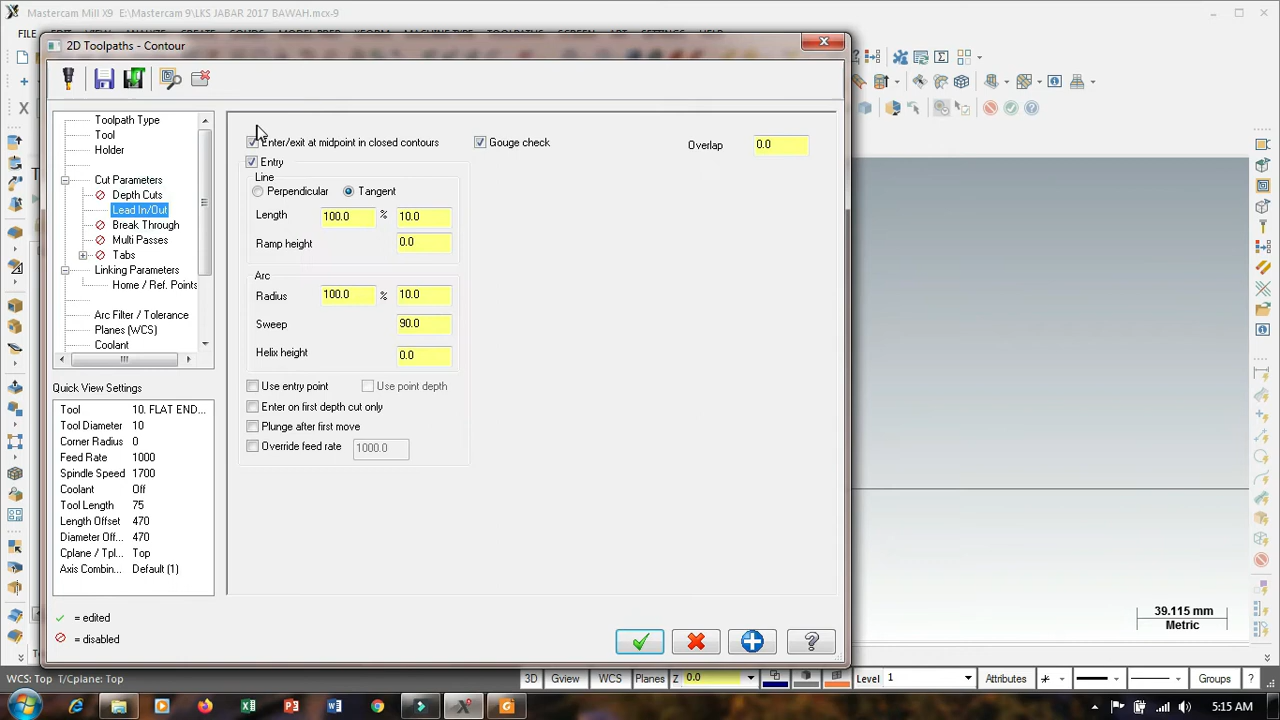 Mastercam Mill X9 - E:\Mastercam 9\LKS JABAR 2017 BAWAH.mcx-9
FILE
2D Toolpaths - Contour
Toolpath Type
Tool
Holder
Cut Parameters
Depth Cuts
Lead In/Out
Break Through
Multi Passes
Tabs
Linking Parameters
Home / Ref. Points
Arc Filter / Tolerance
Planes (WCS)
Coolant
Enter/exit at midpoint in closed contours
Gouge check
Overlap 0.0
Entry
Line
Perpendicular Tangent
Length 100.0 % 10.0
Ramp height 0.0
Arc
Radius 100.0 % 10.0
Sweep 90.0
Helix height 0.0
Use entry point Use point depth
Enter on first depth cut only
Plunge after first move
Override feed rate 1000.0
Quick View Settings
Tool 10. FLAT END...
Tool Diameter 10
Corner Radius 0
Feed Rate 1000
Spindle Speed 1700
Coolant Off
Tool Length 75
Length Offset 470
Diameter Off... 470
Cplane / Tpl... Top
Axis Combin... Default (1)
= edited
= disabled
39.115 mm
Metric
WCS: Top T/Cplane: Top
3D Gview WCS Planes Z 0.0 Level 1 Attributes Groups ?
5:15 AM